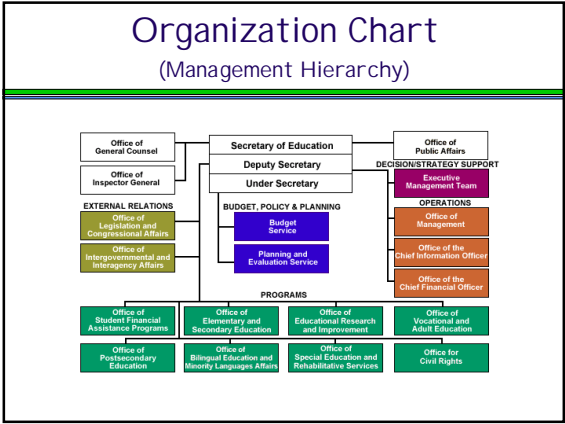 Organization Chart
(Management Hierarchy)
Office of
General Counsel
Secretary of Education
Office of
Public Affairs
Office of
Inspector General
Deputy Secretary
Under Secretary
DECISION/STRATEGY SUPPORT
Executive
Management Team
EXTERNAL RELATIONS
Office of
Legislation and
Congressional Affairs
Office of
Intergovernmental and
Interagency Affairs
BUDGET, POLICY & PLANNING
Budget
Service
Planning and
Evaluation Service
OPERATIONS
Office of
Management
Office of the
Chief Information Officer
Office of the
Chief Financial Officer
PROGRAMS
Office of
Student Financial
Assistance Programs
Office of
Elementary and
Secondary Education
Office of
Educational Research
and Improvement
Office of
Vocational and
Adult Education
Office of
Postsecondary
Education
Office of
Bilingual Education and
Minority Languages Affairs
Office of
Special Education and
Rehabilitative Services
Office for
Civil Rights